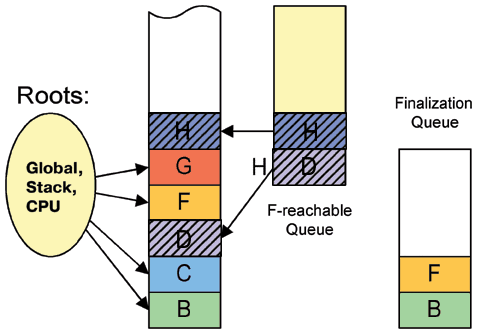 Roots:
Global,
Stack,
CPU
H
G
F
D
C
B
H
D
H
F-reachable
Queue
Finalization
Queue
F
B